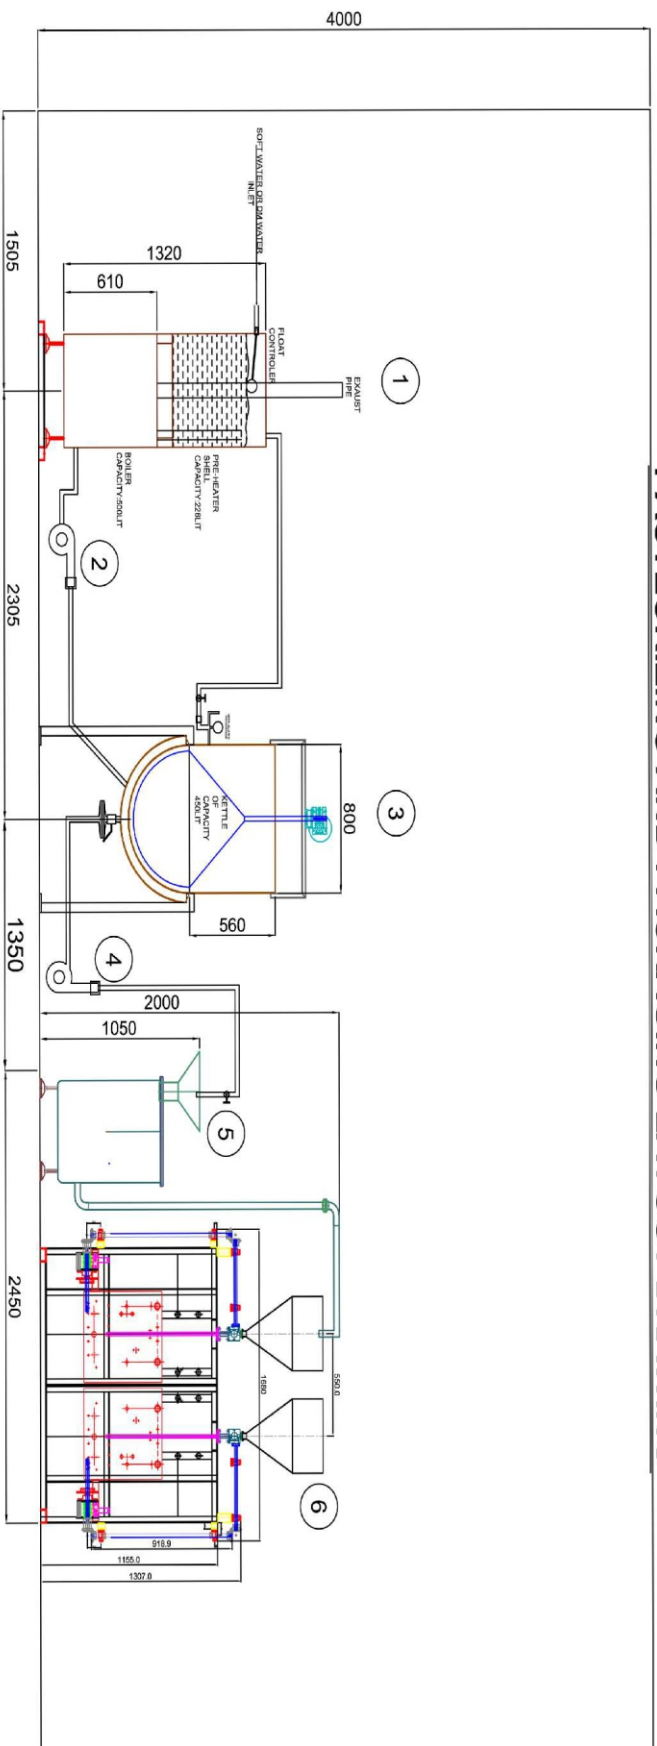 4000
1505
2305
1350
2450
SOFT WATER OR DM WATER
INLET
1320
610
FLOAT
CONTROLER
EXAUST
PIPE
1
PRE-HEATER
SHELL
CAPACITY:226LIT
BOILER
CAPACITY:500LIT
2
3
800
KETTLE
OF
CAPACITY
450LIT
560
4
2000
1050
5
550.0
1680
6
918.9
1155.0
1307.0